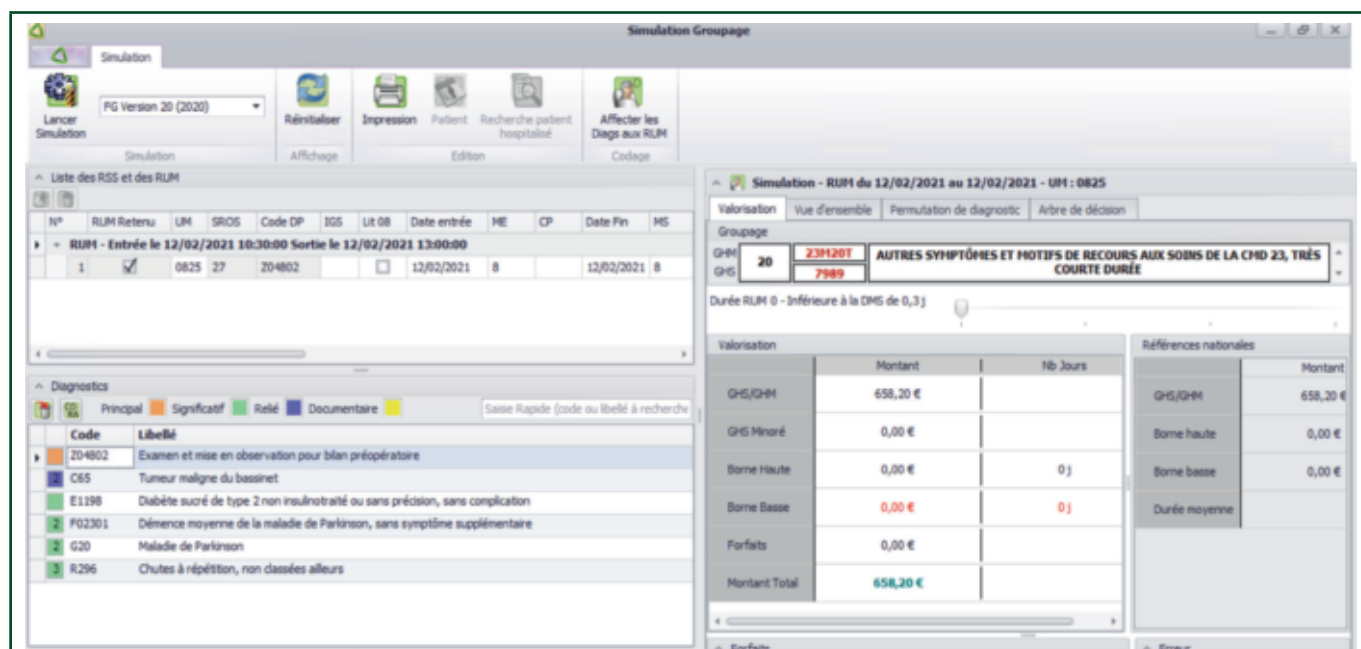 Simulation Groupage
Simulation
Lancer Simulation
FG Version 20 (2020)
Réinitialiser
Impression
Patient
Recherche patient hospitalisé
Affecter les Diags aux RUM
Simulation
Affichage
Edition
Codage
Liste des RSS et des RUM
N° RUM Retenu UM SROS Code DP IGS Lit 08 Date entrée ME CP Date Fin MS
RUM - Entrée le 12/02/2021 10:30:00 Sortie le 12/02/2021 13:00:00
1 0825 27 Z04802 12/02/2021 8 12/02/2021 8
Diagnostics
Principal Significatif Relié Documentaire Saisie Rapide (code ou libellé à recherche
Code Libellé
Z04802 Examen et mise en observation pour bilan préopératoire
2 C65 Tumeur maligne du bassinet
E1198 Diabète sucré de type 2 non insulinotraité ou sans précision, sans complication
2 F02301 Démence moyenne de la maladie de Parkinson, sans symptôme supplémentaire
2 G20 Maladie de Parkinson
3 R296 Chutes à répétition, non classées ailleurs
Simulation - RUM du 12/02/2021 au 12/02/2021 - UM : 0825
Valorisation Vue d'ensemble Permutation de diagnostic Arbre de décision
Groupage
GHM 20 23M20T AUTRES SYMPTÔMES ET MOTIFS DE RECOURS AUX SOINS DE LA CMD 23, TRÈS
GHS 7989 COURTE DURÉE
Durée RUM 0 - Inférieure à la DMS de 0,3 j
Valorisation
Montant Nb Jours
GHS/GHM 658,20 €
GHS Minoré 0,00 €
Borne Haute 0,00 € 0 j
Borne Basse 0,00 € 0 j
Forfaits 0,00 €
Montant Total 658,20 €
Références nationales
Montant
GHS/GHM 658,20 €
Borne haute 0,00 €
Borne basse 0,00 €
Durée moyenne
Forfaits
Erreur